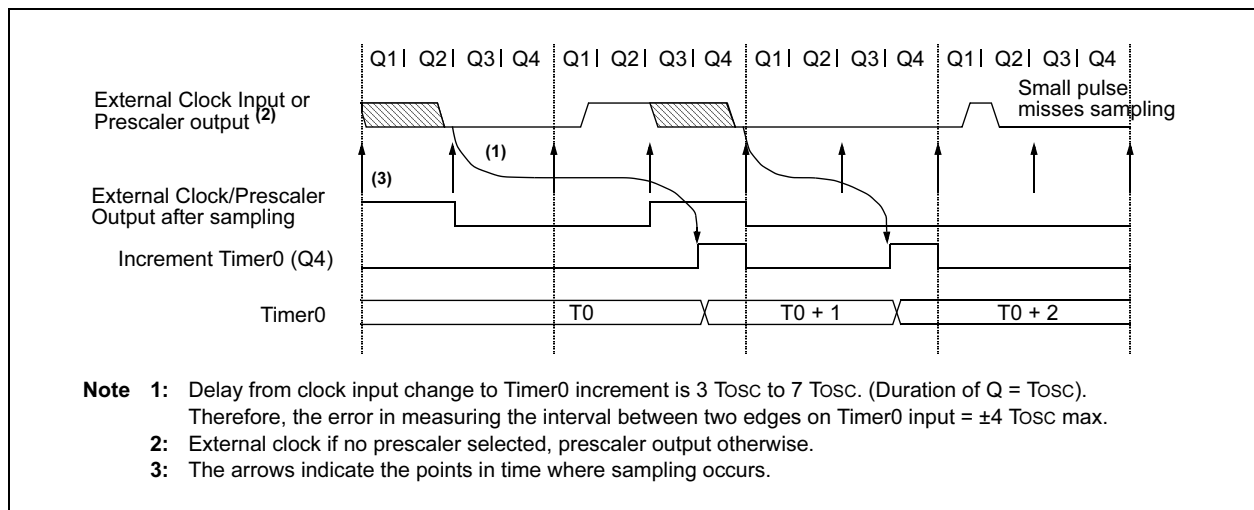 Q1| Q2| Q3| Q4 Q1| Q2| Q3| Q4 Q1| Q2| Q3| Q4 Q1| Q2| Q3| Q4
External Clock Input or
Prescaler output (2)
Small pulse
misses sampling
(1)
(3)
External Clock/Prescaler
Output after sampling
Increment Timer0 (Q4)
Timer0 T0 T0 + 1 T0 + 2
Note 1: Delay from clock input change to Timer0 increment is 3 TOSC to 7 TOSC. (Duration of Q = TOSC).
Therefore, the error in measuring the interval between two edges on Timer0 input = ±4 TOSC max.
2: External clock if no prescaler selected, prescaler output otherwise.
3: The arrows indicate the points in time where sampling occurs.